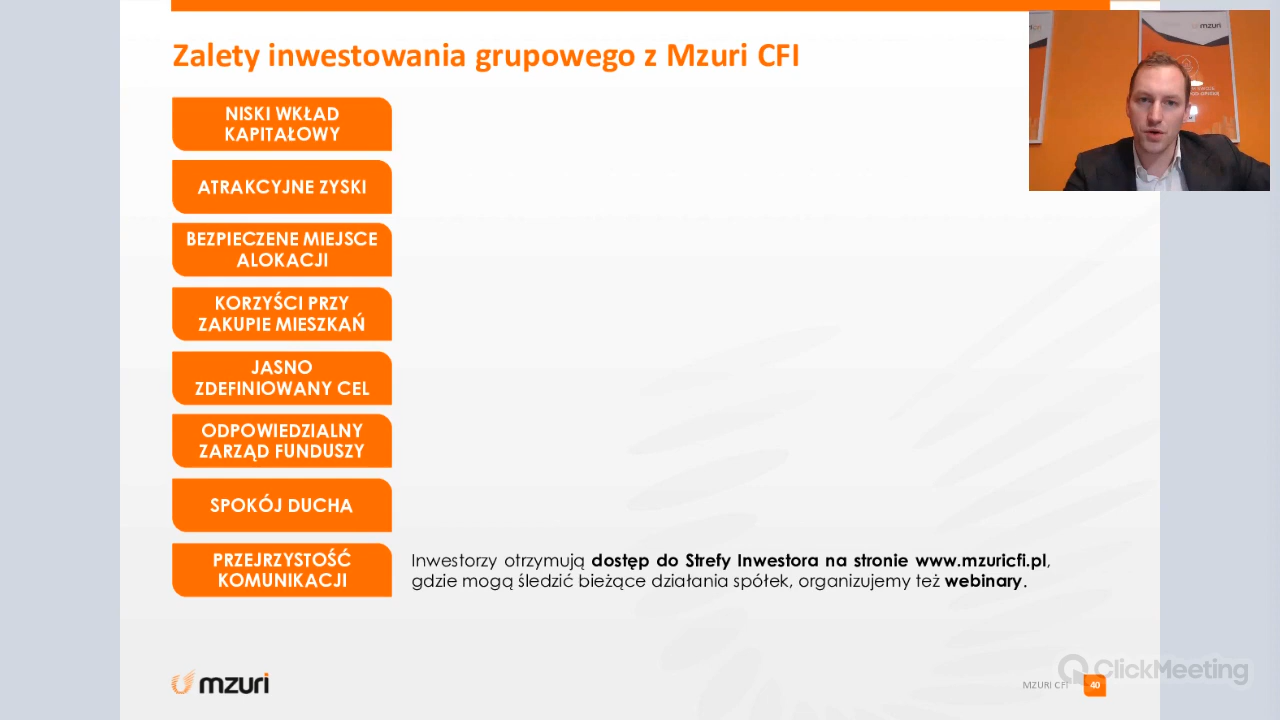 Zalety inwestowania grupowego z Mzuri CFI
mzuri
NISKI WKŁAD
KAPITAŁOWY
ATRAKCYJNE ZYSKI
BEZPIECZENE MIEJSCE
ALOKACJI
KORZYŚCI PRZY
ZAKUPIE MIESZKAŃ
JASNO
ZDEFINIOWANY CEL
ODPOWIEDZIALNY
ZARZĄD FUNDUSZY
SPOKÓJ DUCHA
PRZEJRZYSTOŚĆ
KOMUNIKACJI
Inwestorzy otrzymują dostęp do Strefy Inwestora na stronie www.mzuricfi.pl,
gdzie mogą śledzić bieżące działania spółek, organizujemy też webinary.
mzuri
MZURI CFI
40
ClickMeeting